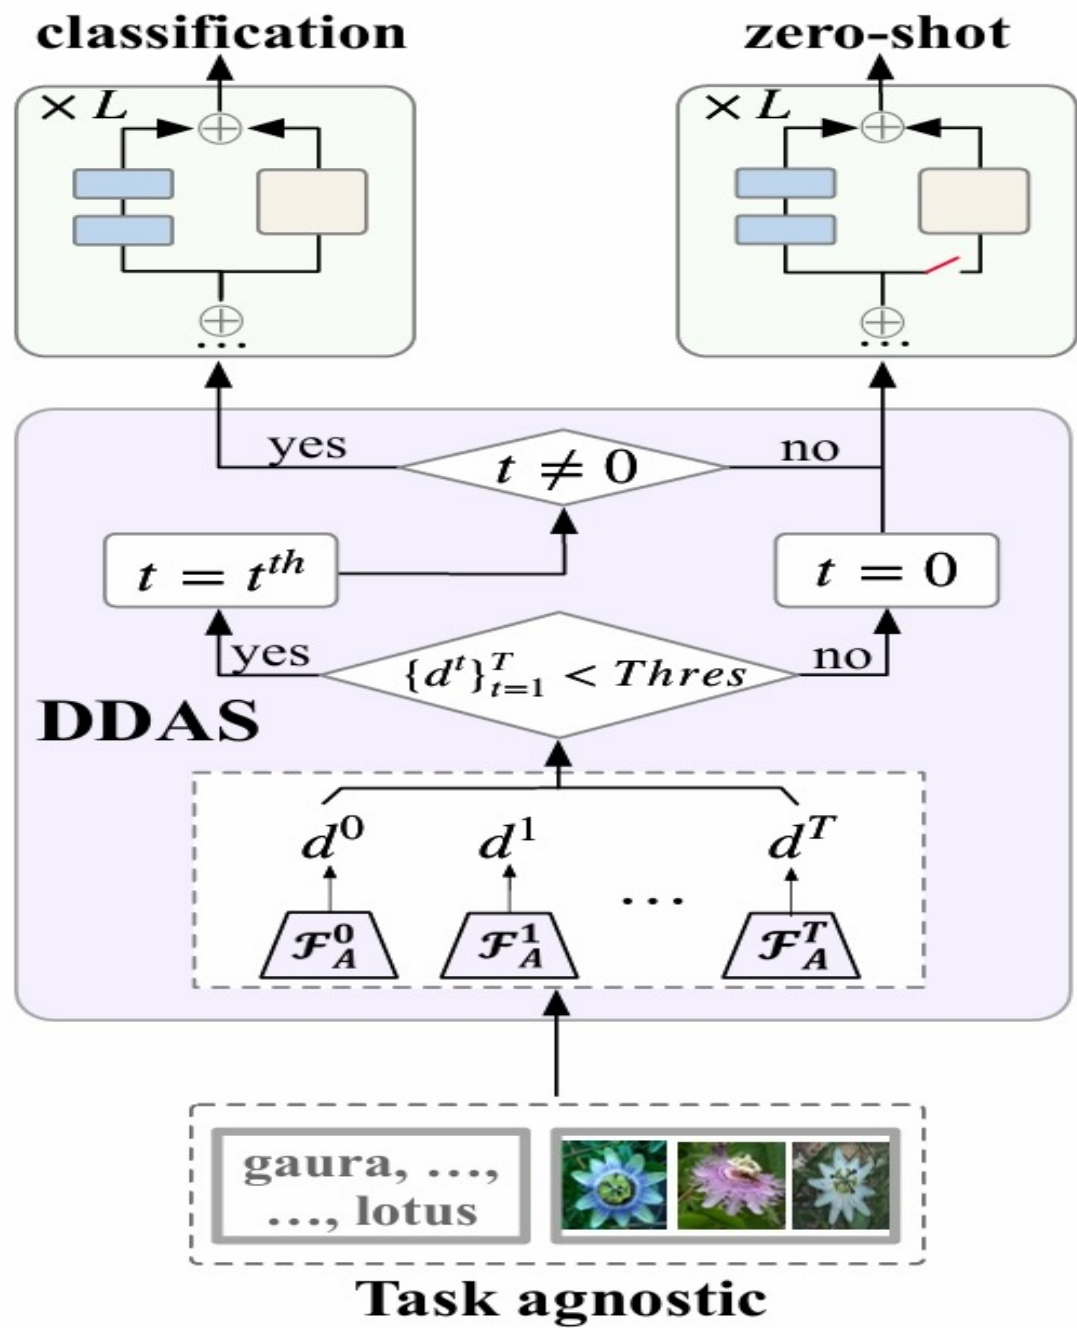 classification
zero-shot
× L
× L
⊕
⊕
⊕
...
⊕
...
yes
t ≠ 0
no
t = t^{th}
t = 0
yes
{d^t}_{t=1}^{T} < Thres
no
DDAS
d^0
d^1
d^T
...
𝓕_A^0
𝓕_A^1
𝓕_A^T
gaura, ...,
..., lotus
Task agnostic